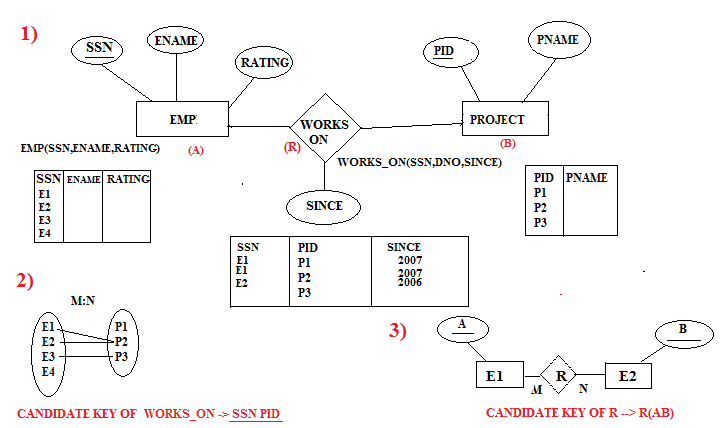 1)
SSN
ENAME
RATING
PID
PNAME
EMP
WORKS
ON
PROJECT
(A)
(R)
(B)
EMP(SSN,ENAME,RATING)
WORKS_ON(SSN,DNO,SINCE)
SSN ENAME RATING
E1
E2
E3
E4
SINCE
PID PNAME
P1
P2
P3
SSN PID SINCE
E1 P1 2007
E1 P2 2007
E2 P3 2006
2)
M:N
E1 P1
E2 P2
E3 P3
E4
CANDIDATE KEY OF WORKS_ON -> SSN PID
3)
A
B
E1 R E2
M N
CANDIDATE KEY OF R --> R(AB)